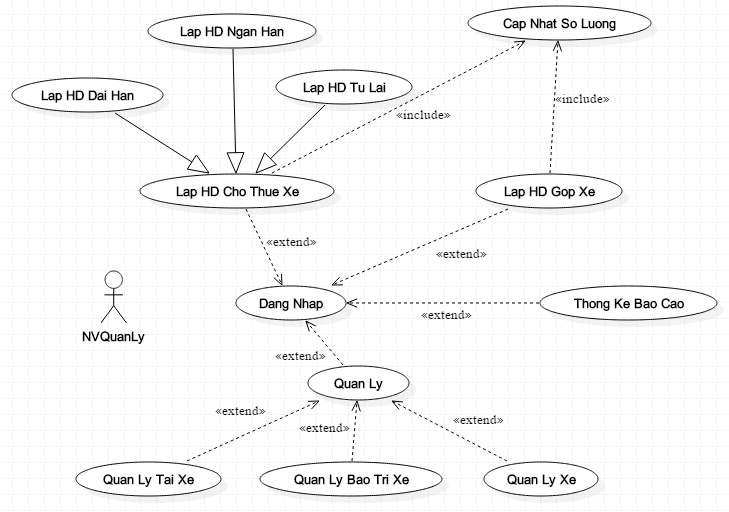 Lap HD Ngan Han
Cap Nhat So Luong
Lap HD Dai Han
Lap HD Tu Lai
«include»
«include»
Lap HD Cho Thue Xe
Lap HD Gop Xe
«extend»
«extend»
Dang Nhap
Thong Ke Bao Cao
«extend»
NVQuanLy
«extend»
Quan Ly
«extend»
«extend»
«extend»
Quan Ly Tai Xe
Quan Ly Bao Tri Xe
Quan Ly Xe